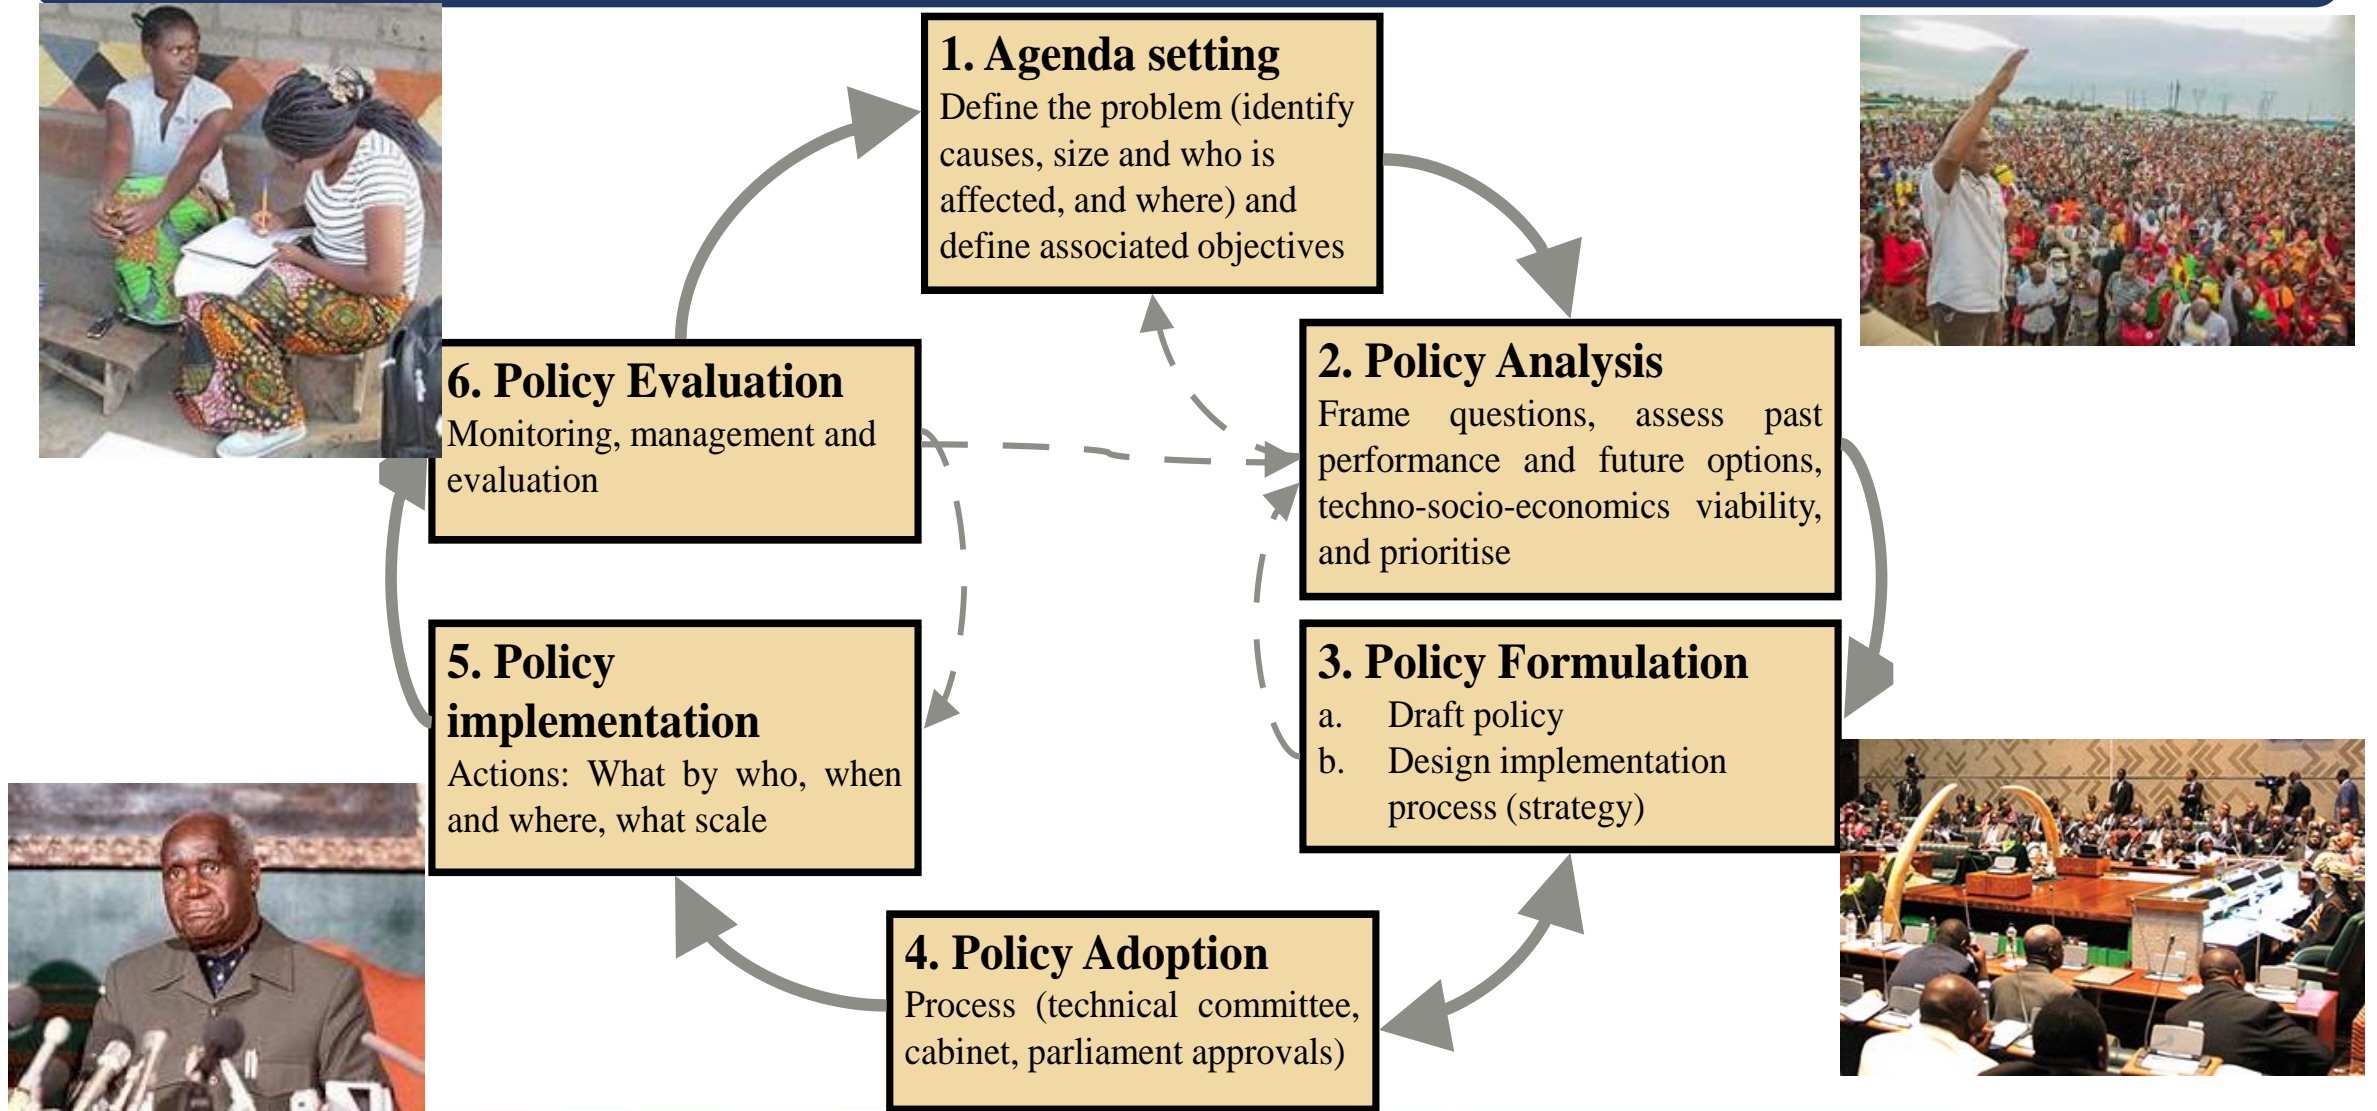 1. Agenda setting
Define the problem (identify
causes, size and who is
affected, and where) and
define associated objectives
2. Policy Analysis
Frame questions, assess past
performance and future options,
techno-socio-economics viability,
and prioritise
3. Policy Formulation
a. Draft policy
b. Design implementation
process (strategy)
4. Policy Adoption
Process (technical committee,
cabinet, parliament approvals)
5. Policy
implementation
Actions: What by who, when
and where, what scale
6. Policy Evaluation
Monitoring, management and
evaluation